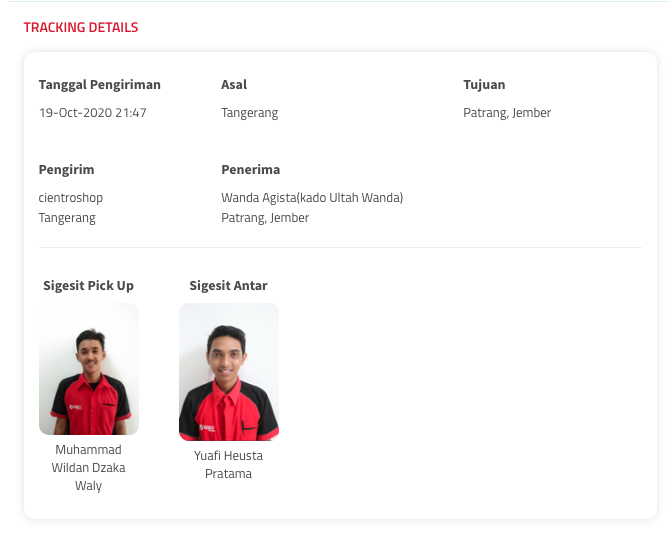 TRACKING DETAILS
Tanggal Pengiriman Asal Tujuan
19-Oct-2020 21:47 Tangerang Patrang, Jember
Pengirim Penerima
cientroshop Wanda Agista(kado Ultah Wanda)
Tangerang Patrang, Jember
Sigesit Pick Up Sigesit Antar
Muhammad
Wildan Dzaka
Waly
Yuafi Heusta
Pratama